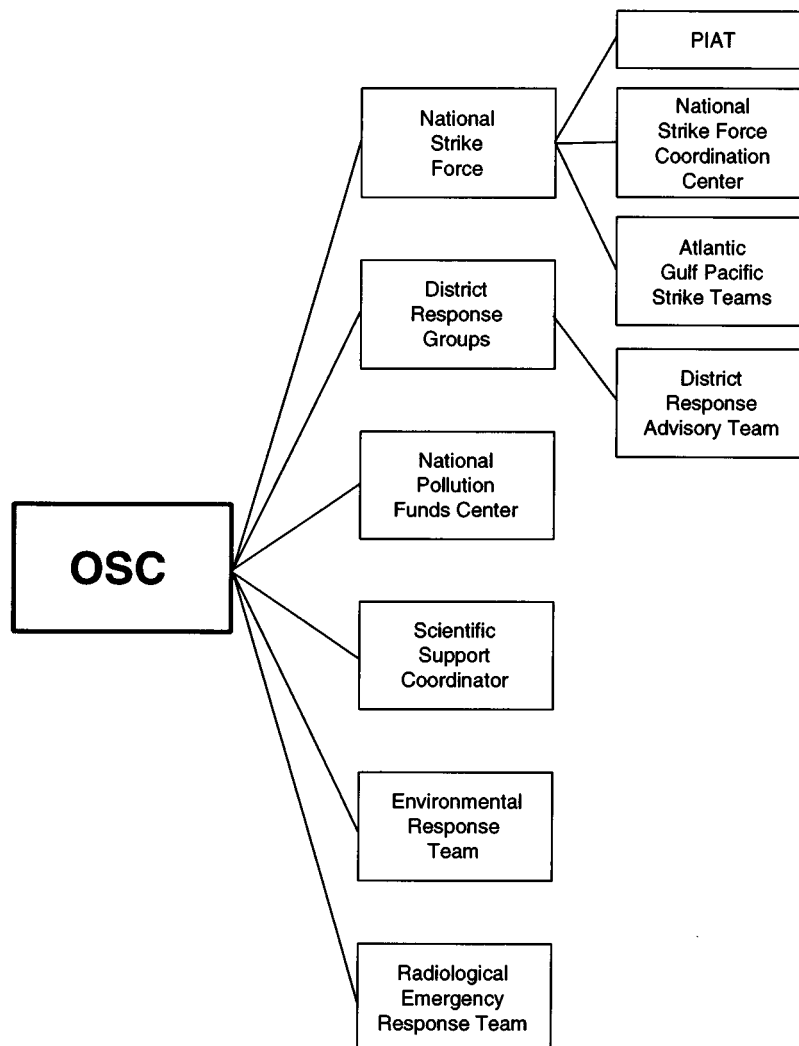 OSC
National
Strike
Force
District
Response
Groups
National
Pollution
Funds Center
Scientific
Support
Coordinator
Environmental
Response
Team
Radiological
Emergency
Response Team
PIAT
National
Strike Force
Coordination
Center
Atlantic
Gulf Pacific
Strike Teams
District
Response
Advisory Team